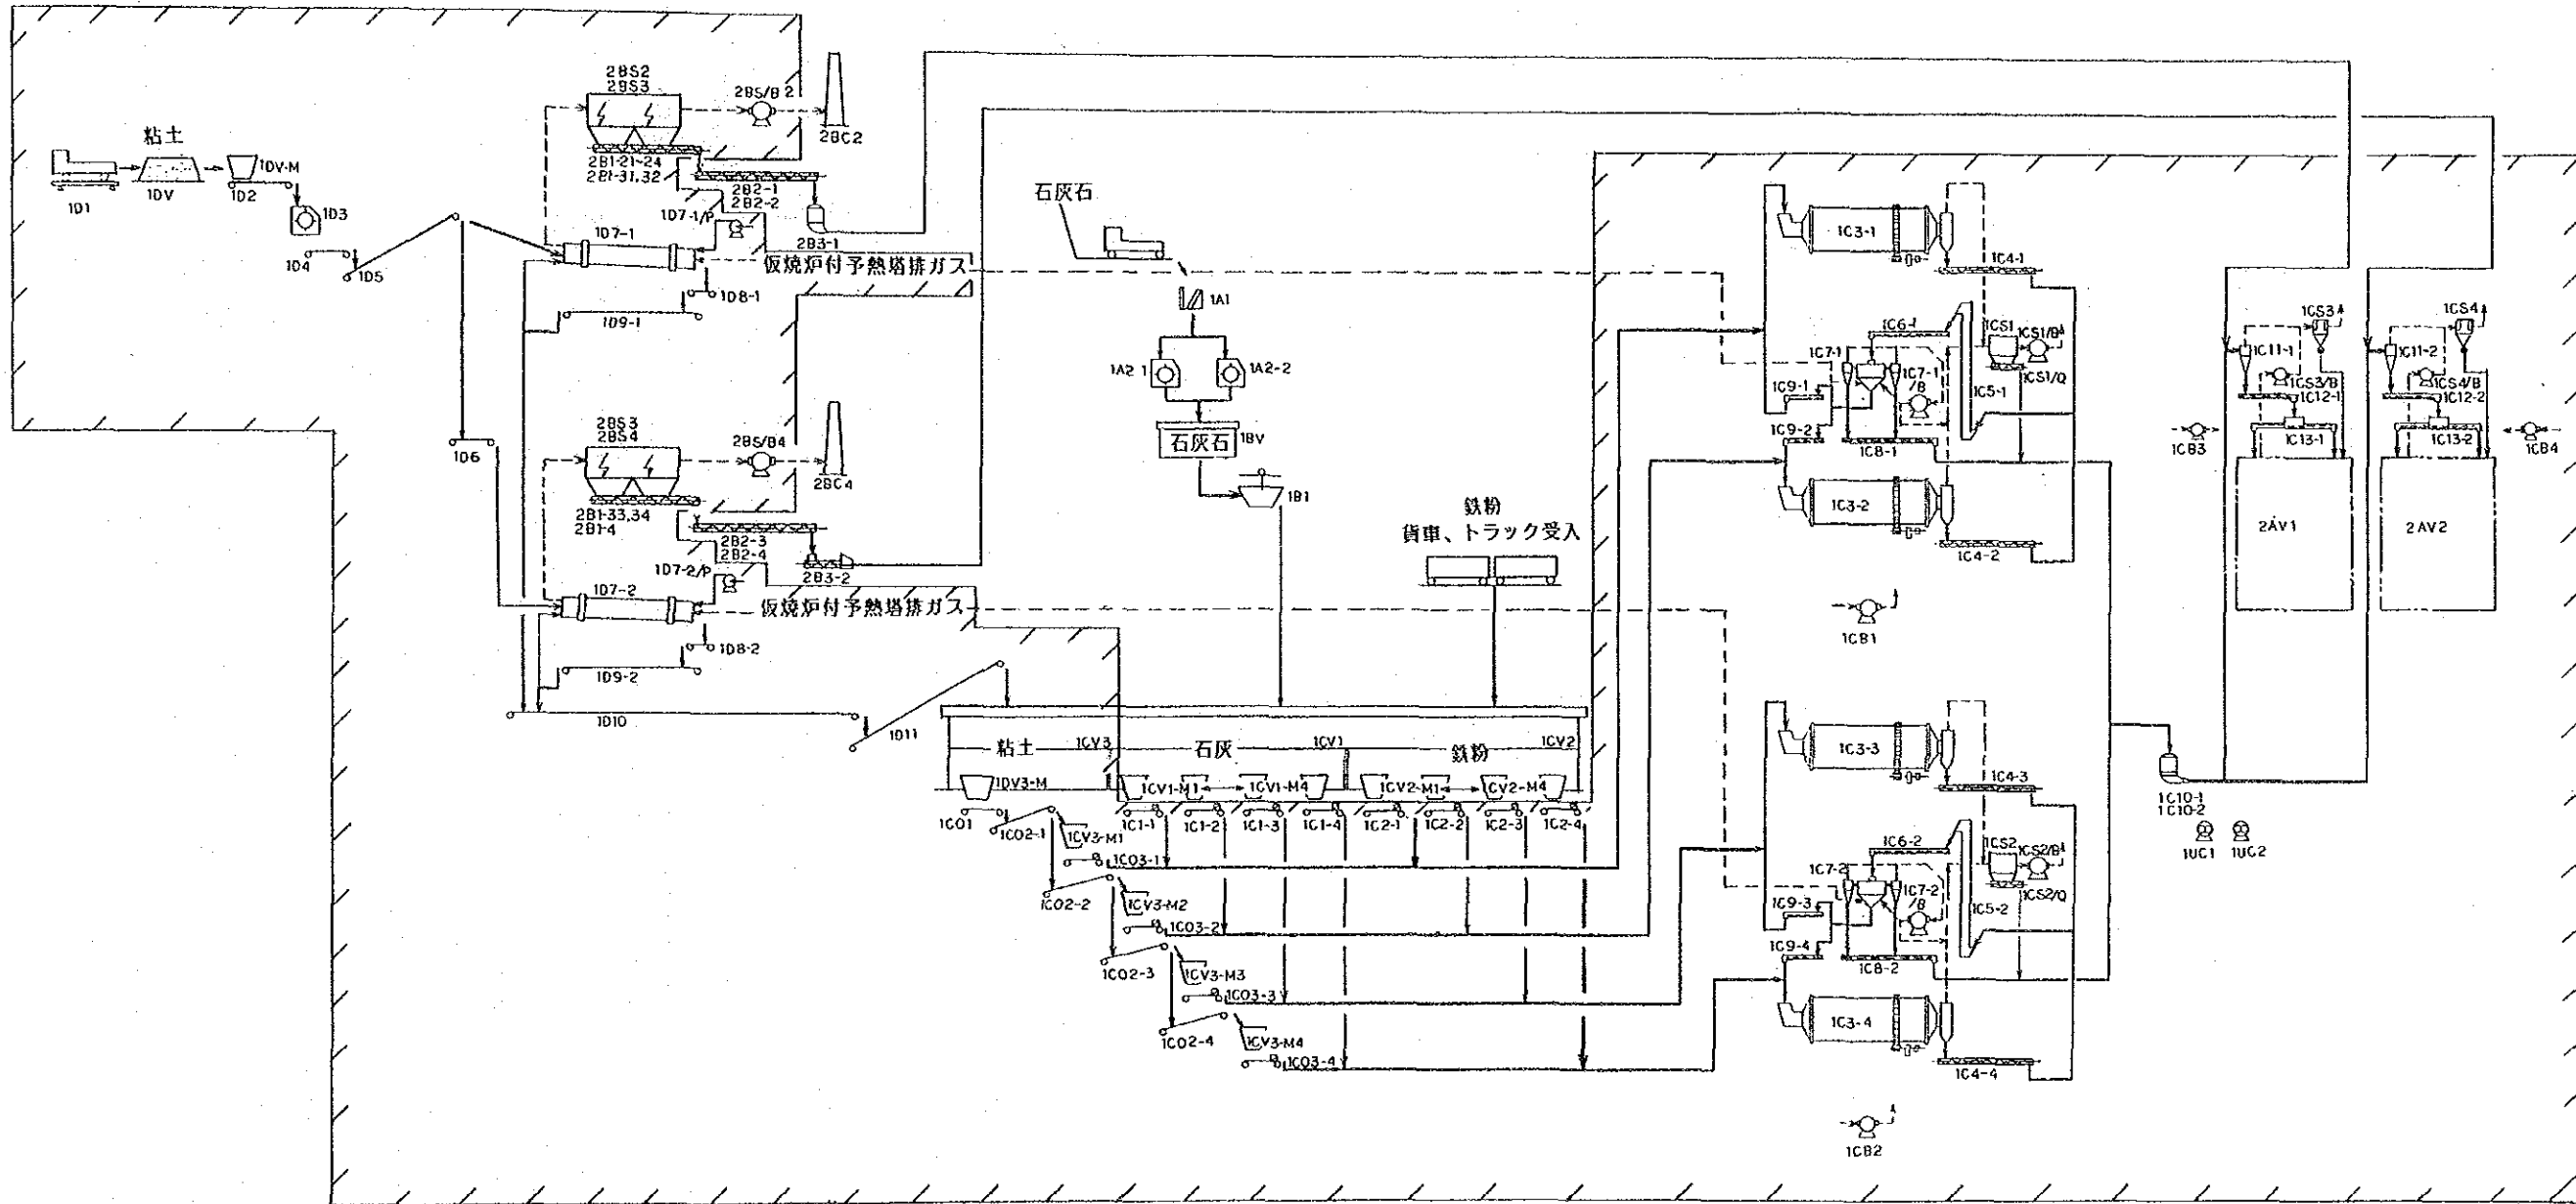 粘土
1D1
1DV
1DV-M
1D2
1D3
1D4
1D5
1D6
2BS2
2BS3
2BS/B2
2BC2
2B1-21~24
2B1-31,32
2B2-1
2B2-2
1D7-1/P
2B3-1
1D7-1
仮焼炉付予熱塔排ガス
1D8-1
1D9-1
2BS3
2BS4
2BS/B4
2BC4
2B1-33,34
2B1-4
2B2-3
2B2-4
1D7-2/P
2B3-2
1D7-2
仮焼炉付予熱塔排ガス
1D8-2
1D9-2
1D10
1D11
石灰石
1A1
1A2-1
1A2-2
石灰石
1BV
1B1
鉄粉
貨車、トラック受入
粘土
1CV3
石灰
1CV1
鉄粉
1CV2
1DV3-M
1CV1-M1
1CV1-M4
1CV2-M1
1CV2-M4
1C01
1C02-1
1CV3-M1
1C1-1
1C1-2
1C1-3
1C1-4
1C2-1
1C2-2
1C2-3
1C2-4
1C03-1
1C02-2
1CV3-M2
1C03-2
1C02-3
1CV3-M3
1C03-3
1C02-4
1CV3-M4
1C03-4
1C3-1
1C4-1
1C6-1
1CS1
1CS1/B
1C7-1
1C7-1
/B
1CS1/Q
1C5-1
1C9-1
1C9-2
1C8-1
1C3-2
1C4-2
1CB1
1C3-3
1C4-3
1C6-2
1CS2
1CS2/B
1C7-2
1C7-2
/B
1CS2/Q
1C5-2
1C9-3
1C9-4
1C8-2
1C3-4
1C4-4
1CB2
1C10-1
1C10-2
1UC1
1UC2
1CS3
1C11-1
1CS3/B
1C12-1
1C13-1
1CB3
2AV1
1CS4
1C11-2
1CS4/B
1C12-2
1C13-2
1CB4
2AV2